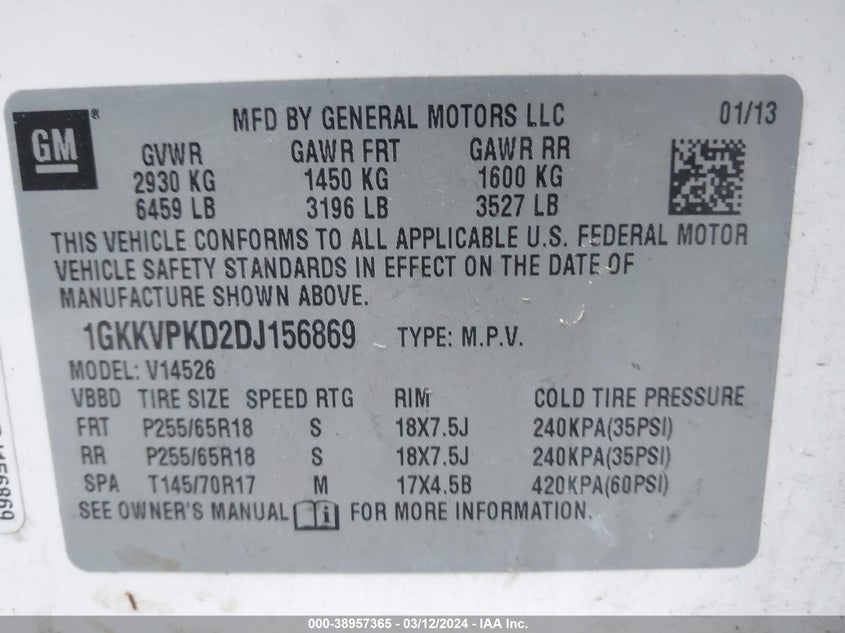 GM
MFD BY GENERAL MOTORS LLC 01/13
GVWR GAWR FRT GAWR RR
2930 KG 1450 KG 1600 KG
6459 LB 3196 LB 3527 LB
THIS VEHICLE CONFORMS TO ALL APPLICABLE U.S. FEDERAL MOTOR
VEHICLE SAFETY STANDARDS IN EFFECT ON THE DATE OF
MANUFACTURE SHOWN ABOVE.
1GKKVPKD2DJ156869 TYPE: M.P.V.
MODEL: V14526
VBBD TIRE SIZE SPEED RTG RIM COLD TIRE PRESSURE
FRT P255/65R18 S 18X7.5J 240KPA(35PSI)
RR P255/65R18 S 18X7.5J 240KPA(35PSI)
SPA T145/70R17 M 17X4.5B 420KPA(60PSI)
SEE OWNER'S MANUAL i FOR MORE INFORMATION.
000-38957365 - 03/12/2024 - IAA Inc.